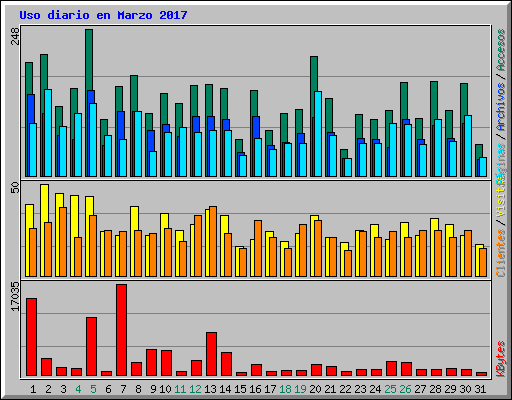 Uso diario en Marzo 2017
248
50
17035
Clientes / Visitas
Páginas / Archivos / Accesos
KBytes
1 2 3 4 5 6 7 8 9 10 11 12 13 14 15 16 17 18 19 20 21 22 23 24 25 26 27 28 29 30 31